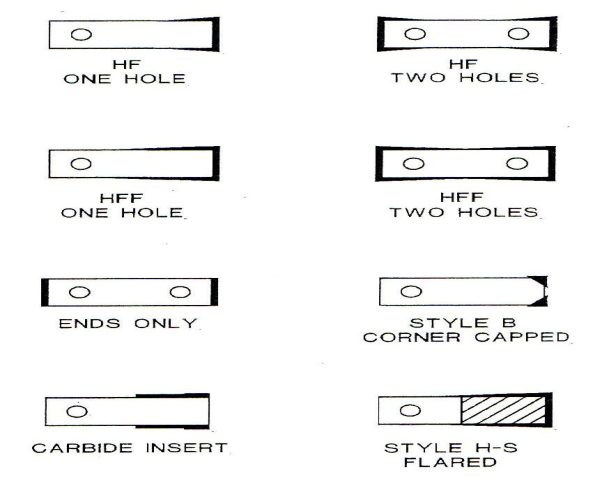 HF
ONE HOLE
HF
TWO HOLES
HFF
ONE HOLE
HFF
TWO HOLES
ENDS ONLY
STYLE B
CORNER CAPPED
CARBIDE INSERT
STYLE H-S
FLARED